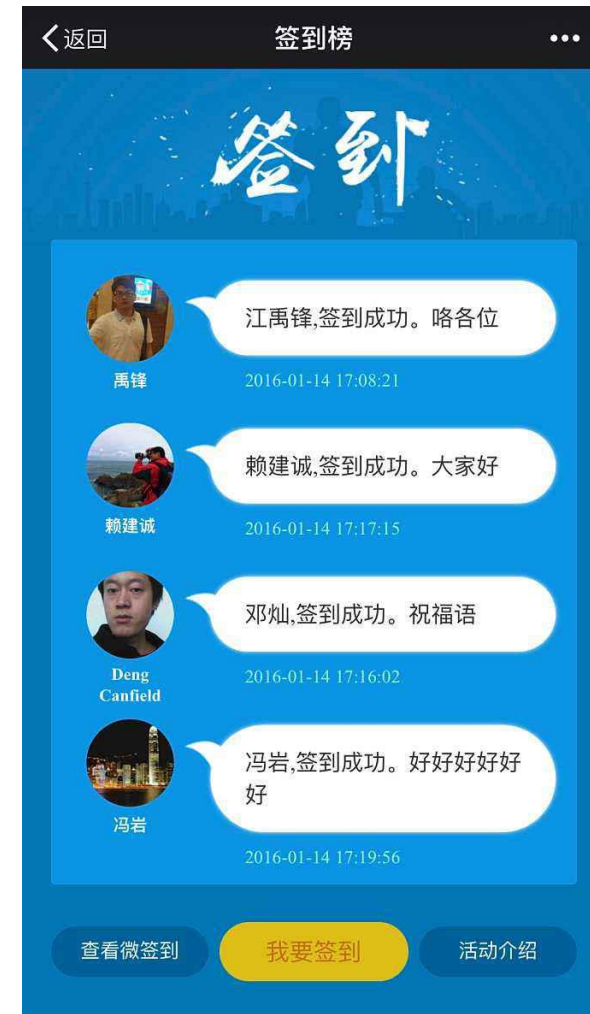 返回
签到榜
签到
江禹锋,签到成功。咯各位
禹锋
2016-01-14 17:08:21
赖建诚,签到成功。大家好
赖建诚
2016-01-14 17:17:15
邓灿,签到成功。祝福语
Deng
Canfield
2016-01-14 17:16:02
冯岩,签到成功。好好好好好
好
冯岩
2016-01-14 17:19:56
查看微签到
我要签到
活动介绍